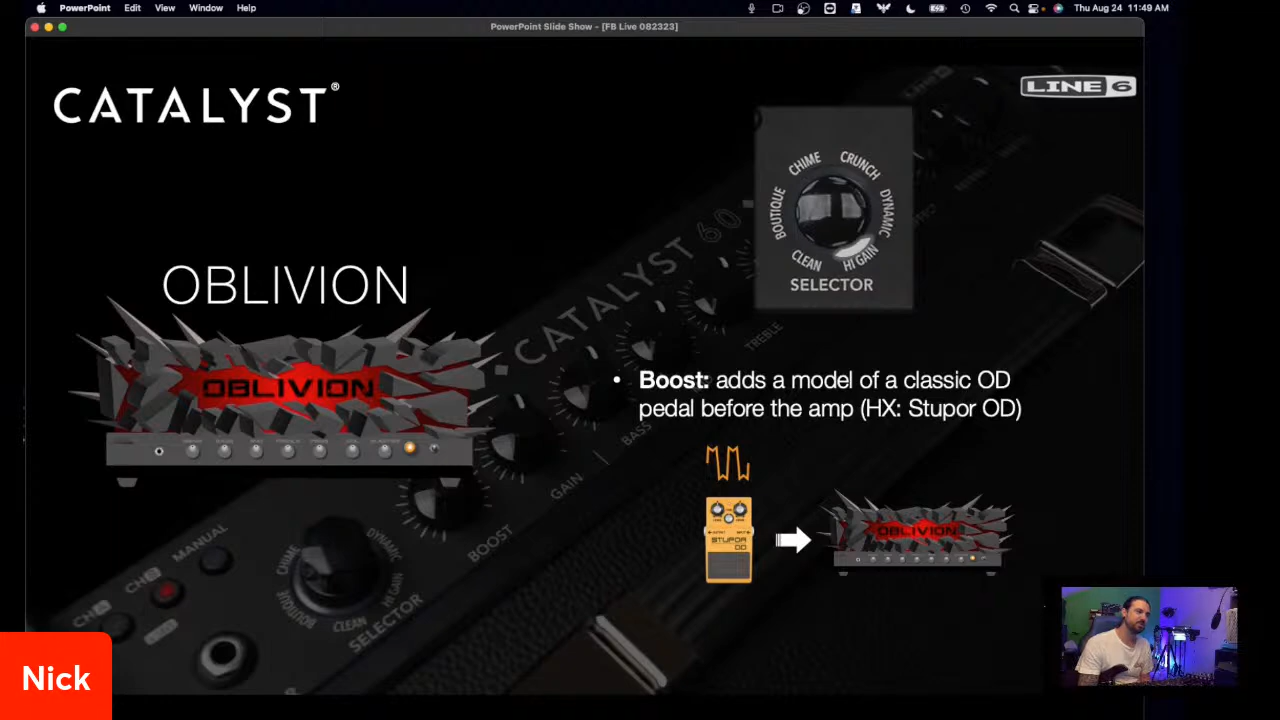 PowerPoint Edit View Window Help
Thu Aug 24 11:49 AM
PowerPoint Slide Show - [FB Live 082323]
CATALYST®
LINE 6
CHIME CRUNCH
BOUTIQUE DYNAMIC
CLEAN HI GAIN
SELECTOR
OBLIVION
OBLIVION
CATALYST 60
TREBLE
BASS
GAIN
BOOST
• Boost: adds a model of a classic OD
pedal before the amp (HX: Stupor OD)
STUPOR
OD
OBLIVION
MANUAL
CH B
CH A
CHIME DYNAMIC
BOUTIQUE HI GAIN
CLEAN
SELECTOR
Nick